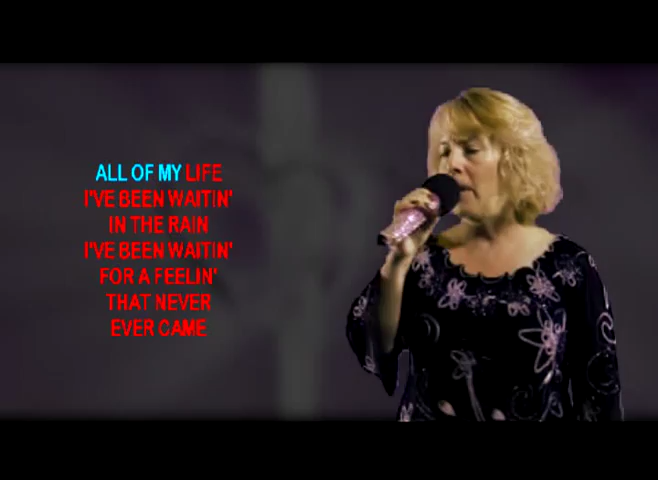 ALL OF MY LIFE
I'VE BEEN WAITIN'
IN THE RAIN
I'VE BEEN WAITIN'
FOR A FEELIN'
THAT NEVER
EVER CAME